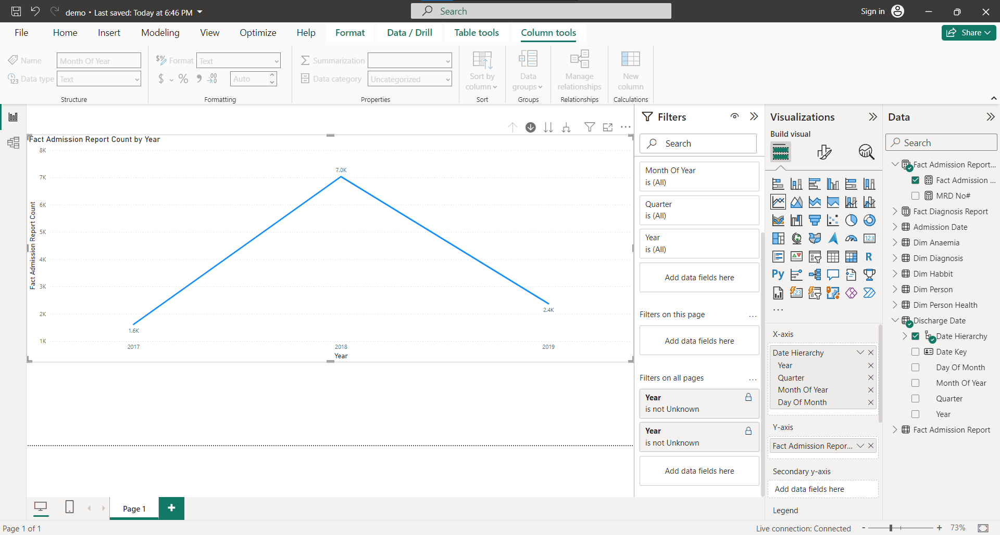 demo • Last saved: Today at 6:46 PM
Search
Sign in
File Home Insert Modeling View Optimize Help Format Data / Drill Table tools Column tools
Share
Name Month Of Year
Data type Text
Structure
Format Text
$ % 9 .00
Auto
Formatting
Summarization
Data category Uncategorized
Properties
Sort by
column
Sort
Data
groups
Groups
Manage
relationships
Relationships
New
column
Calculations
Fact Admission Report Count by Year
Fact Admission Report Count
8K
7K
6K
5K
4K
3K
2K
1K
7.0K
1.6K
2.4K
2017 2018 2019
Year
Filters
Search
Month Of Year
is (All)
Quarter
is (All)
Year
is (All)
Add data fields here
Filters on this page ...
Add data fields here
Filters on all pages ...
Year
is not Unknown
Year
is not Unknown
Add data fields here
Visualizations
Build visual
123
R
Py
123
...
X-axis
Date Hierarchy
Year
Quarter
Month Of Year
Day Of Month
Y-axis
Fact Admission Repor...
Secondary y-axis
Add data fields here
Legend
Data
Search
Fact Admission Report...
Fact Admission ...
MRD No#
Fact Diagnosis Report
Admission Date
Dim Anaemia
Dim Diagnosis
Dim Habbit
Dim Person
Dim Person Health
Discharge Date
Date Hierarchy
Date Key
Day Of Month
Month Of Year
Quarter
Year
Fact Admission Report
Page 1
+
Page 1 of 1
Live connection: Connected - + 73%